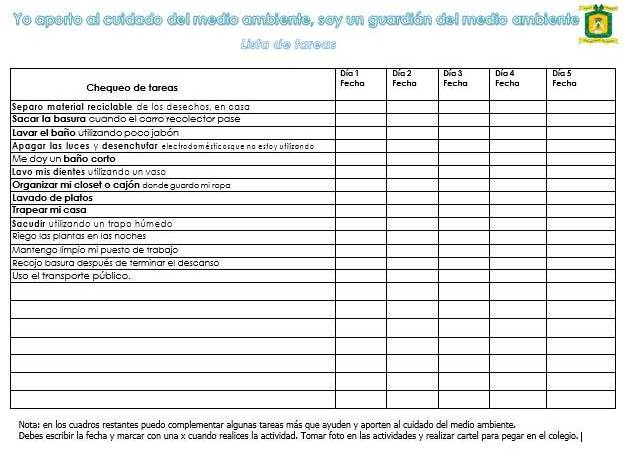 Yo aporto al cuidado del medio ambiente, soy un guardián del medio ambiente
Lista de tareas
Chequeo de tareas
Día 1 Fecha
Día 2 Fecha
Día 3 Fecha
Día 4 Fecha
Día 5 Fecha
Separo material reciclable de los desechos, en casa
Sacar la basura cuando el carro recolector pase
Lavar el baño utilizando poco jabón
Apagar las luces y desenchufar electrodomésticosque no estoy utilizando
Me doy un baño corto
Lavo mis dientes utilizando un vaso
Organizar mi closet o cajón donde guardo mi ropa
Lavado de platos
Trapear mi casa
Sacudir utilizando un trapo húmedo
Riego las plantas en las noches
Mantengo limpio mi puesto de trabajo
Recojo basura después de terminar el descanso
Uso el transporte público.
Nota: en los cuadros restantes puedo complementar algunas tareas más que ayuden y aporten al cuidado del medio ambiente.
Debes escribir la fecha y marcar con una x cuando realices la actividad. Tomar foto en las actividades y realizar cartel para pegar en el colegio.